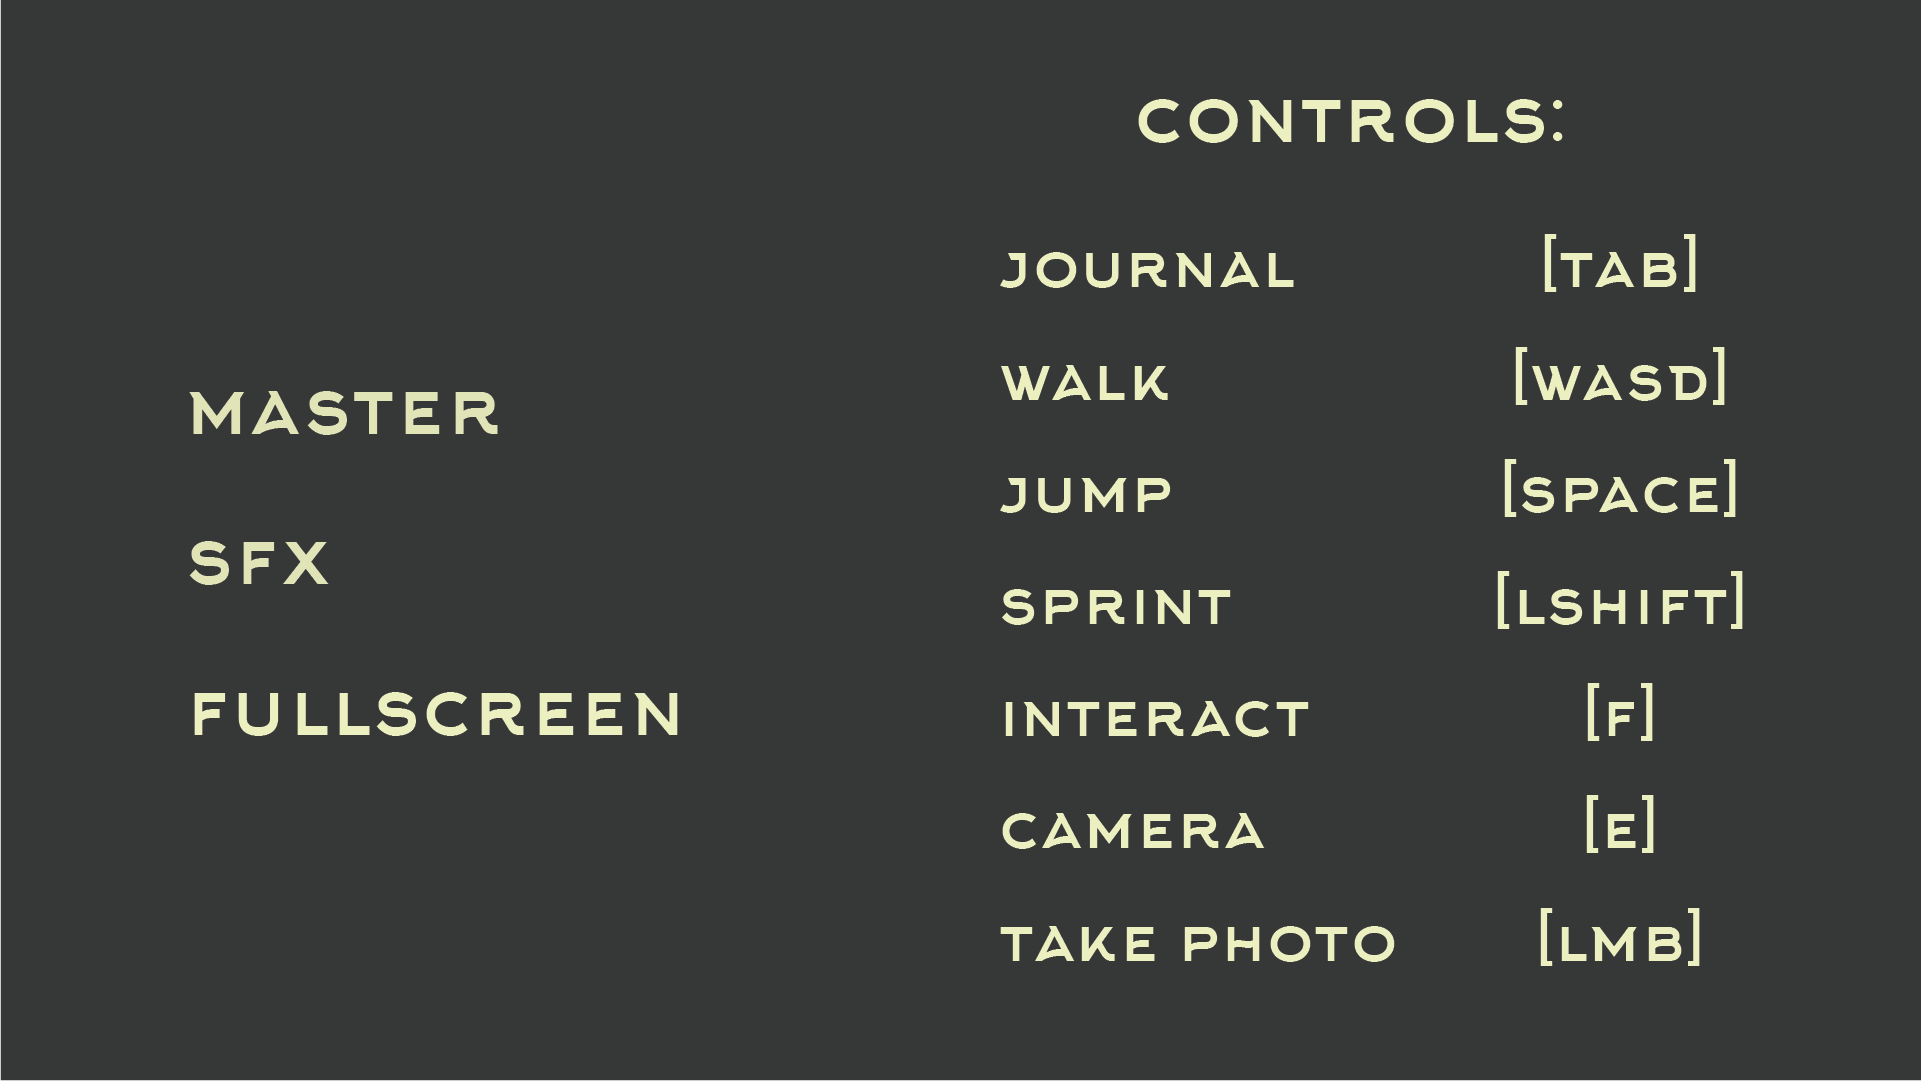 CONTROLS:
JOURNAL [TAB]
WALK [WASD]
MASTER
JUMP [SPACE]
SFX
SPRINT [LSHIFT]
FULLSCREEN
INTERACT [F]
CAMERA [E]
TAKE PHOTO [LMB]